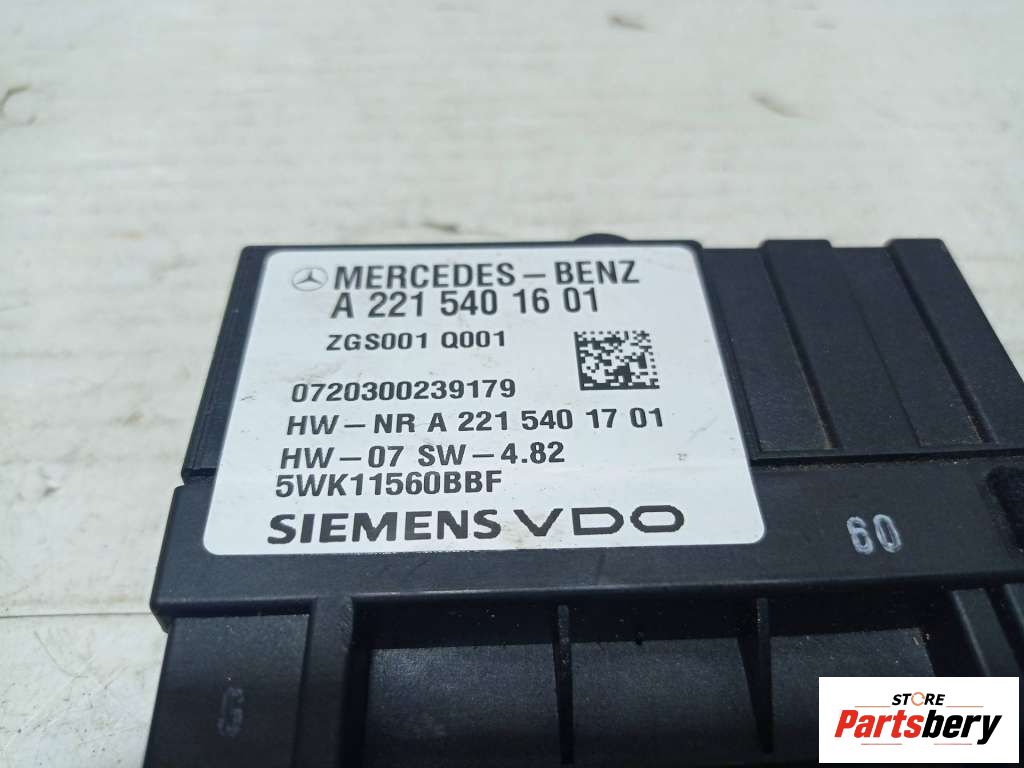 MERCEDES-BENZ
A 221 540 16 01
ZGS001 Q001
0720300239179
HW-NR A 221 540 17 01
HW-07 SW-4.82
5WK11560BBF
SIEMENS VDO
60
G
STORE
Partsbery